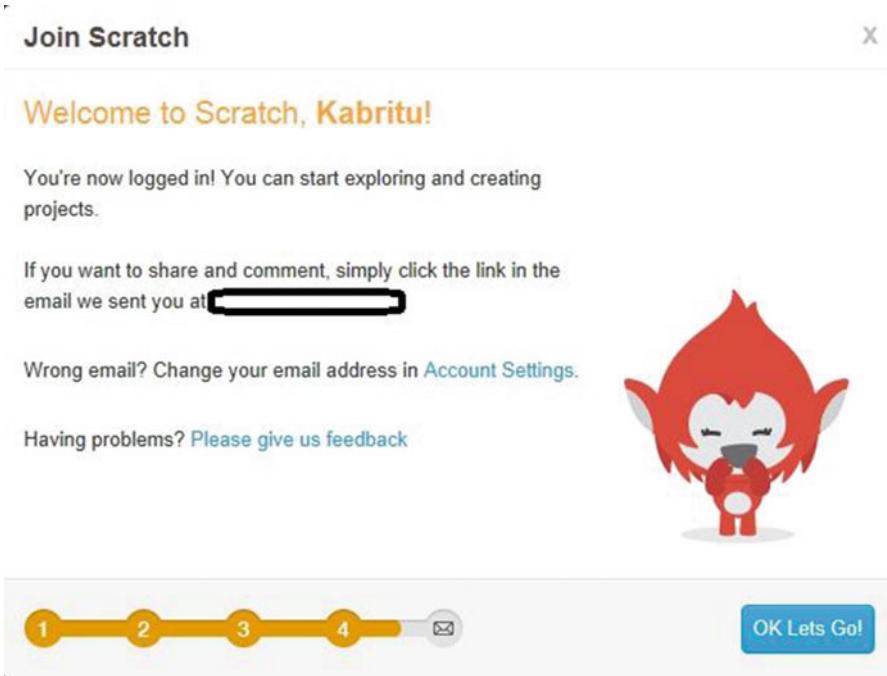 Join Scratch
X
Welcome to Scratch, Kabritu!
You're now logged in! You can start exploring and creating
projects.
If you want to share and comment, simply click the link in the
email we sent you at
Wrong email? Change your email address in Account Settings.
Having problems? Please give us feedback
1 2 3 4
OK Lets Go!